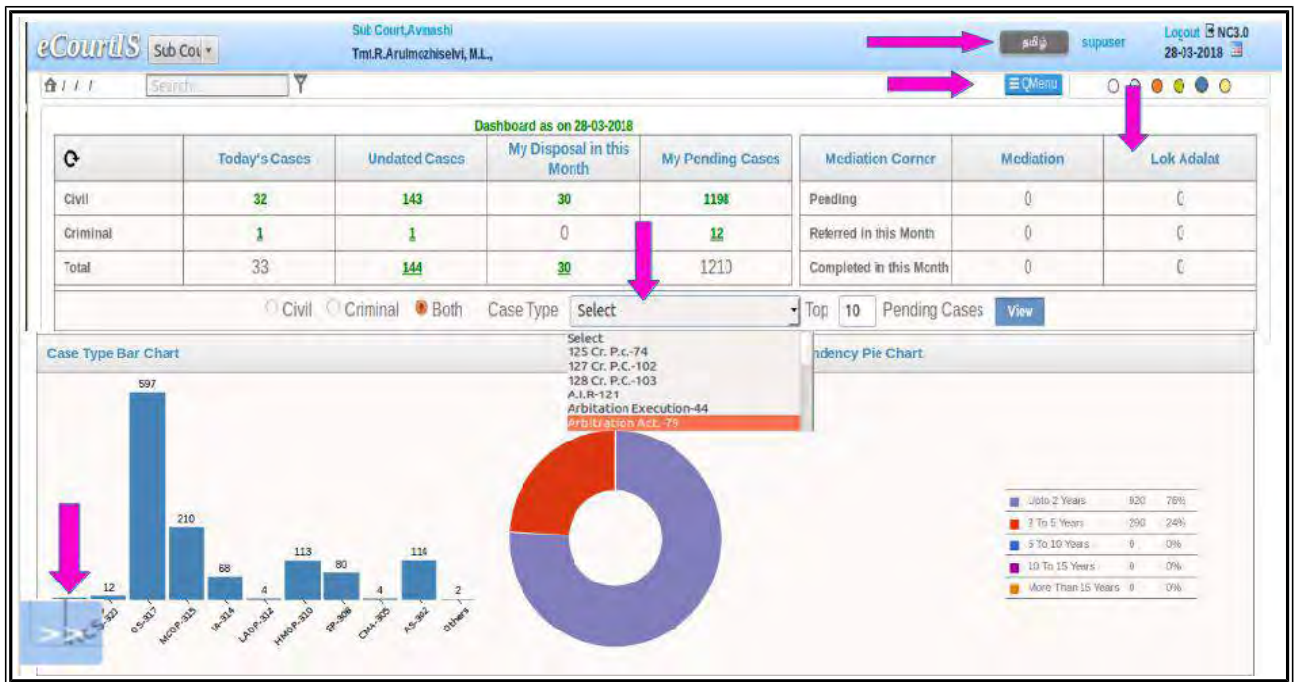 eCourtIS Sub Cou
Sub Court,Avinashi
Tmt.R.Arulmozhiselvi, M.L.,
தமிழ்
supuser
Logout NC3.0
28-03-2018
/ / /
Search...
QMenu
Dashboard as on 28-03-2018
Today's Cases Undated Cases My Disposal in this Month My Pending Cases Mediation Corner Mediation Lok Adalat
Civil 32 143 30 1198 Pending 0 0
Criminal 1 1 0 12 Referred in this Month 0 0
Total 33 144 30 1210 Completed in this Month 0 0
Civil Criminal Both Case Type Select Top 10 Pending Cases View
Select
125 Cr. P.c.-74
127 Cr. P.C.-102
128 Cr. P.C.-103
A.I.R-121
Arbitation Execution-44
Arbitration Act.-79
Case Type Bar Chart
ndency Pie Chart
12 597 210 68 4 113 80 4 114 2
OS-317 MCOP-315 IA-314 LAOP-312 HMOP-310 EP-308 CMA-305 AS-302 Others
Upto 2 Years 920 76%
2 To 5 Years 290 24%
5 To 10 Years 0 0%
10 To 15 Years 0 0%
More Than 15 Years 0 0%
>>